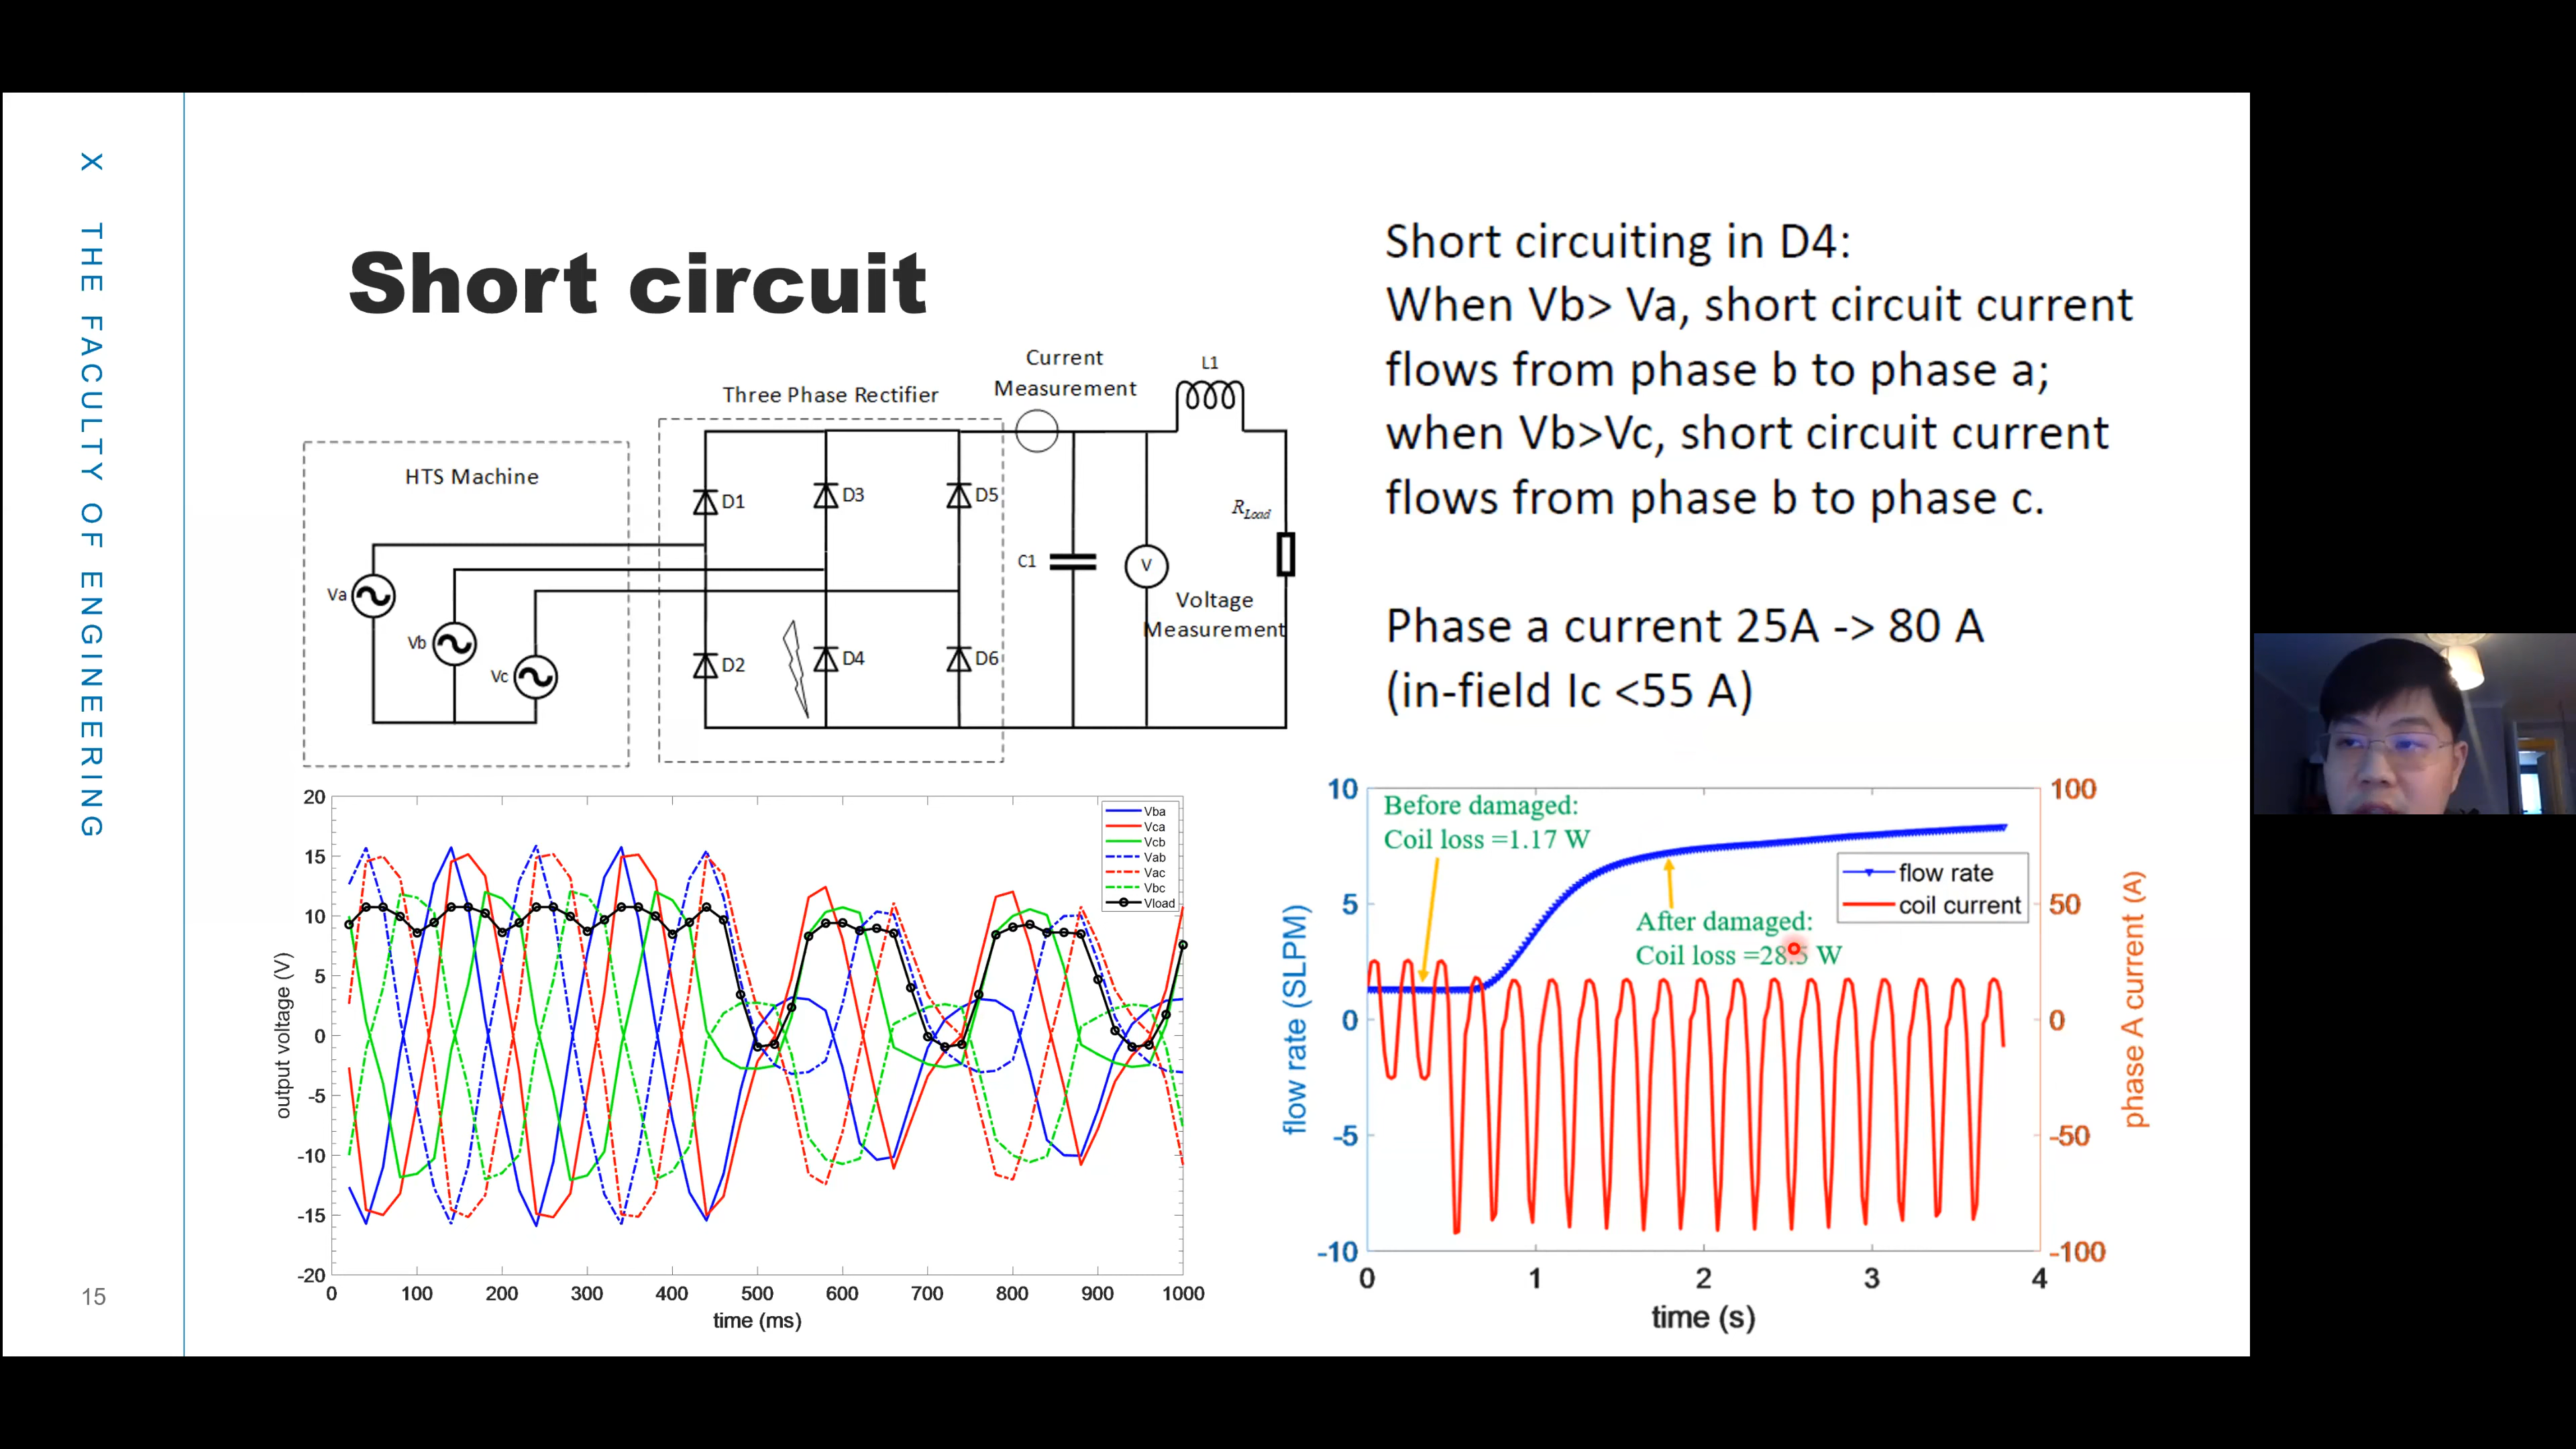 X THE FACULTY OF ENGINEERING
15
Short circuit
Short circuiting in D4:
When Vb> Va, short circuit current
flows from phase b to phase a;
when Vb>Vc, short circuit current
flows from phase b to phase c.
Phase a current 25A -> 80 A
(in-field Ic <55 A)
HTS Machine
Va
Vb
Vc
Three Phase Rectifier
D1
D3
D5
D2
D4
D6
Current
Measurement
L1
C1
V
Voltage
Measurement
RLoad
20
15
10
5
0
-5
-10
-15
-20
output voltage (V)
0 100 200 300 400 500 600 700 800 900 1000
time (ms)
Vba
Vca
Vcb
Vab
Vac
Vbc
Vload
10
5
0
-5
-10
flow rate (SLPM)
Before damaged:
Coil loss =1.17 W
After damaged:
Coil loss =28.5 W
flow rate
coil current
100
50
0
-50
-100
phase A current (A)
0 1 2 3 4
time (s)